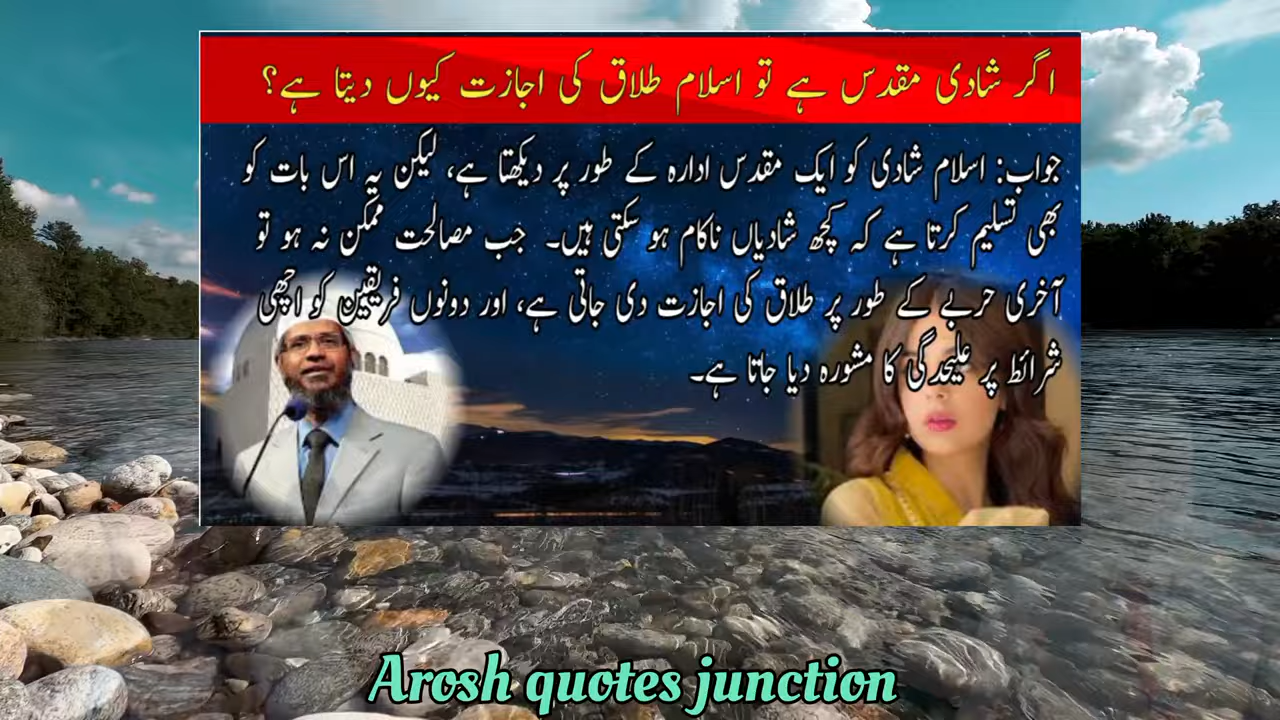 اگر شادی مقدس ہے تو اسلام طلاق کی اجازت کیوں دیتا ہے؟
جواب: اسلام شادی کو ایک مقدس ادارہ کے طور پر دیکھتا ہے، لیکن یہ اس بات کو
بھی تسلیم کرتا ہے کہ کچھ شادیاں ناکام ہو سکتی ہیں۔ جب مصالحت ممکن نہ ہو تو
آخری حربے کے طور پر طلاق کی اجازت دی جاتی ہے، اور دونوں فریقین کو اچھی
شرائط پر علیحدگی کا مشورہ دیا جاتا ہے۔
Arosh quotes junction